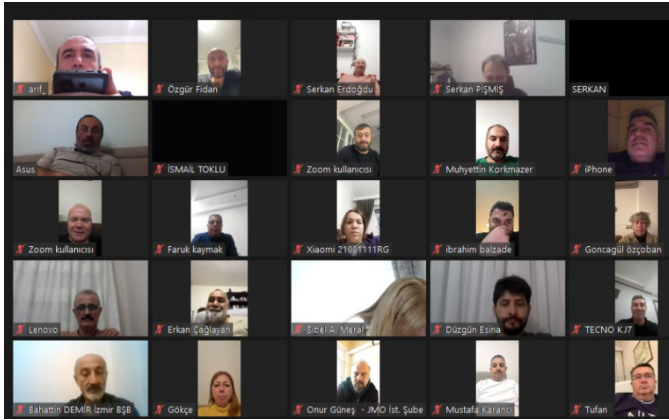 arif_
Özgür Fidan
Serkan Erdoğdu
Serkan PİŞMİŞ
SERKAN
Asus
İSMAİL TOKLU
Zoom kullanıcısı
Muhyettin Korkmazer
iPhone
Zoom kullanıcısı
Faruk kaymak
Xiaomi 21081111RG
ibrahim balzade
Goncagül özçoban
Lenovo
Erkan Çağlayan
Sibel A. Meral
Düzgün Esina
TECNO KJ7
Bahattin DEMİR İzmir BŞB
Gökçe
Onur Güneş - JMO İst. Şube
Mustafa Karancı
Tufan